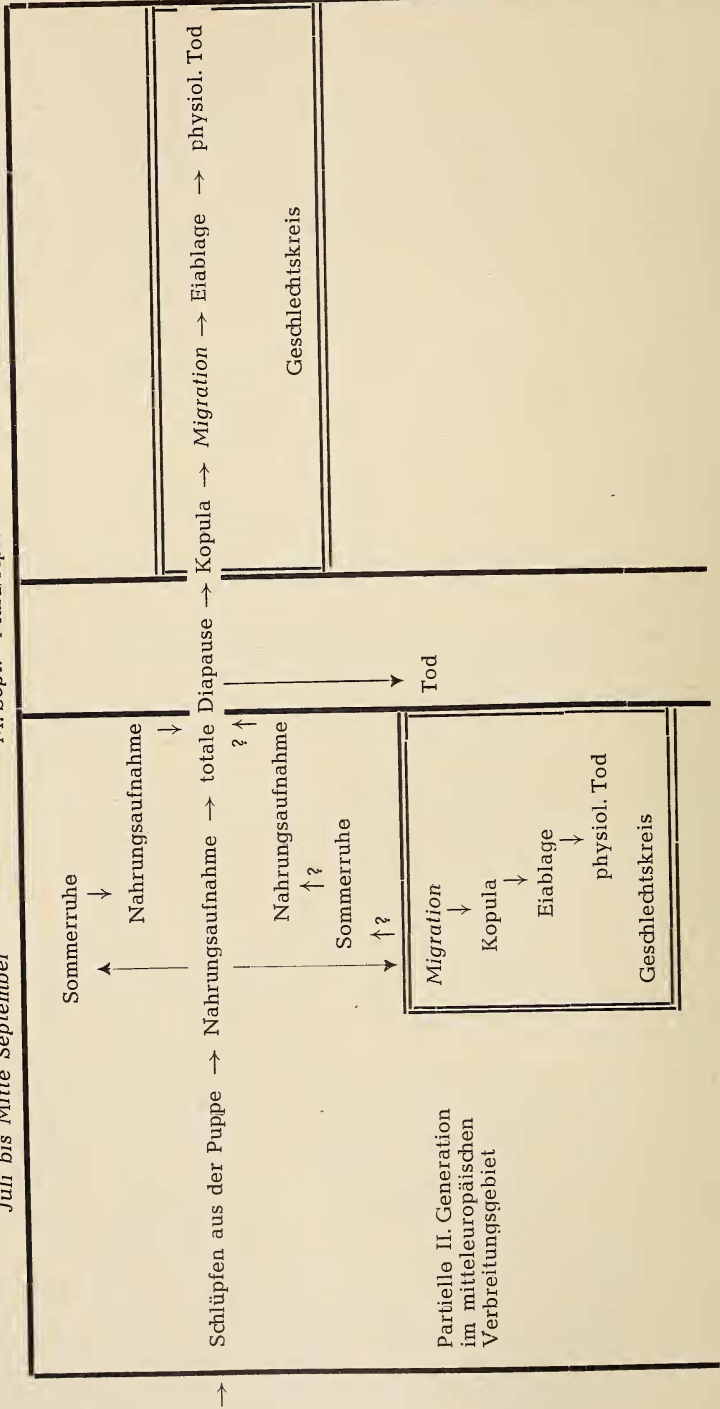 Juli bis Mitte September
Sommerruhe
↓
Nahrungsaufnahme
↓
→ Schlüpfen aus der Puppe → Nahrungsaufnahme → totale Diapause → Kopula → Migration → Eiablage → physiol. Tod
? ↑
Nahrungsaufnahme
↑ ?
Sommerruhe
↑ ?
Tod
Geschlechtskreis
Partielle II. Generation
im mitteleuropäischen
Verbreitungsgebiet
Migration
↓
Kopula
↓
Eiablage
↓
physiol. Tod
Geschlechtskreis